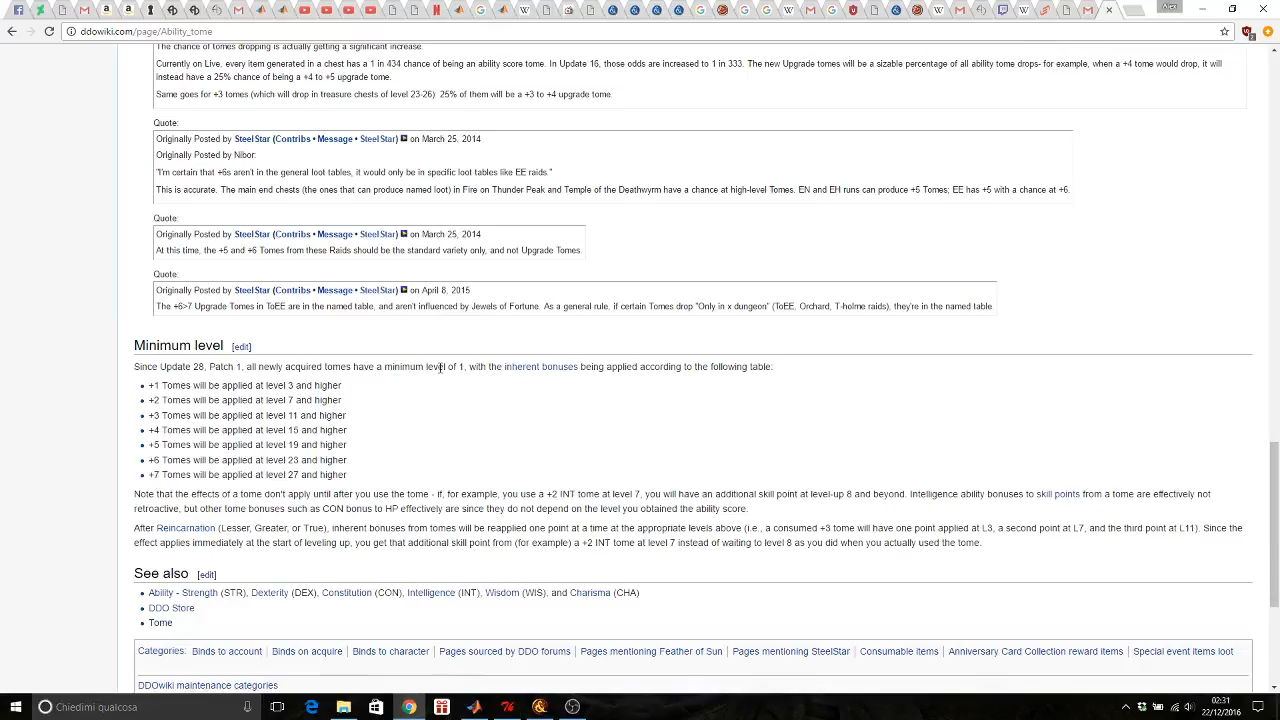 Alex
ddowiki.com/page/Ability_tome
2
The chance of tomes dropping is actually getting a significant increase.
Currently on Live, every item generated in a chest has a 1 in 434 chance of being an ability score tome. In Update 16, those odds are increased to 1 in 333. The new Upgrade tomes will be a sizable percentage of all ability tome drops- for example, when a +4 tome would drop, it will
instead have a 25% chance of being a +4 to +5 upgrade tome.
Same goes for +3 tomes (which will drop in treasure chests of level 23-26): 25% of them will be a +3 to +4 upgrade tome.
Quote:
Originally Posted by SteelStar (Contribs • Message • SteelStar) on March 25, 2014
Originally Posted by Nibor:
"I'm certain that +6s aren't in the general loot tables, it would only be in specific loot tables like EE raids."
This is accurate. The main end chests (the ones that can produce named loot) in Fire on Thunder Peak and Temple of the Deathwyrm have a chance at high-level Tomes. EN and EH runs can produce +5 Tomes; EE has +5 with a chance at +6.
Quote:
Originally Posted by SteelStar (Contribs • Message • SteelStar) on March 25, 2014
At this time, the +5 and +6 Tomes from these Raids should be the standard variety only, and not Upgrade Tomes.
Quote:
Originally Posted by SteelStar (Contribs • Message • SteelStar) on April 8, 2015
The +6>7 Upgrade Tomes in ToEE are in the named table, and aren't influenced by Jewels of Fortune. As a general rule, if certain Tomes drop "Only in x dungeon" (ToEE, Orchard, T-holme raids), they're in the named table
Minimum level [edit]
Since Update 28, Patch 1, all newly acquired tomes have a minimum level of 1, with the inherent bonuses being applied according to the following table:
• +1 Tomes will be applied at level 3 and higher
• +2 Tomes will be applied at level 7 and higher
• +3 Tomes will be applied at level 11 and higher
• +4 Tomes will be applied at level 15 and higher
• +5 Tomes will be applied at level 19 and higher
• +6 Tomes will be applied at level 23 and higher
• +7 Tomes will be applied at level 27 and higher
Note that the effects of a tome don't apply until after you use the tome - if, for example, you use a +2 INT tome at level 7, you will have an additional skill point at level-up 8 and beyond. Intelligence ability bonuses to skill points from a tome are effectively not
retroactive, but other tome bonuses such as CON bonus to HP effectively are since they do not depend on the level you obtained the ability score.
After Reincarnation (Lesser, Greater, or True), inherent bonuses from tomes will be reapplied one point at a time at the appropriate levels above (i.e., a consumed +3 tome will have one point applied at L3, a second point at L7, and the third point at L11). Since the
effect applies immediately at the start of leveling up, you get that additional skill point from (for example) a +2 INT tome at level 7 instead of waiting to level 8 as you did when you actually used the tome.
See also [edit]
• Ability - Strength (STR), Dexterity (DEX), Constitution (CON), Intelligence (INT), Wisdom (WIS), and Charisma (CHA)
• DDO Store
• Tome
Categories: Binds to account | Binds on acquire | Binds to character | Pages sourced by DDO forums | Pages mentioning Feather of Sun | Pages mentioning SteelStar | Consumable items | Anniversary Card Collection reward items | Special event items loot
DDOwiki maintenance categories
Chiedimi qualcosa
02:31
22/12/2016